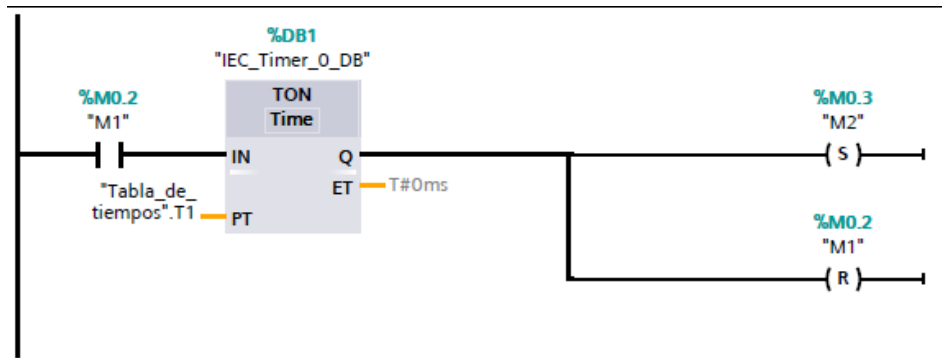 %DB1
"IEC_Timer_0_DB"
%M0.2
"M1"
TON
Time
%M0.3
"M2"
IN
Q
S
"Tabla_de_
tiempos".T1
ET
T#0ms
PT
%M0.2
"M1"
R